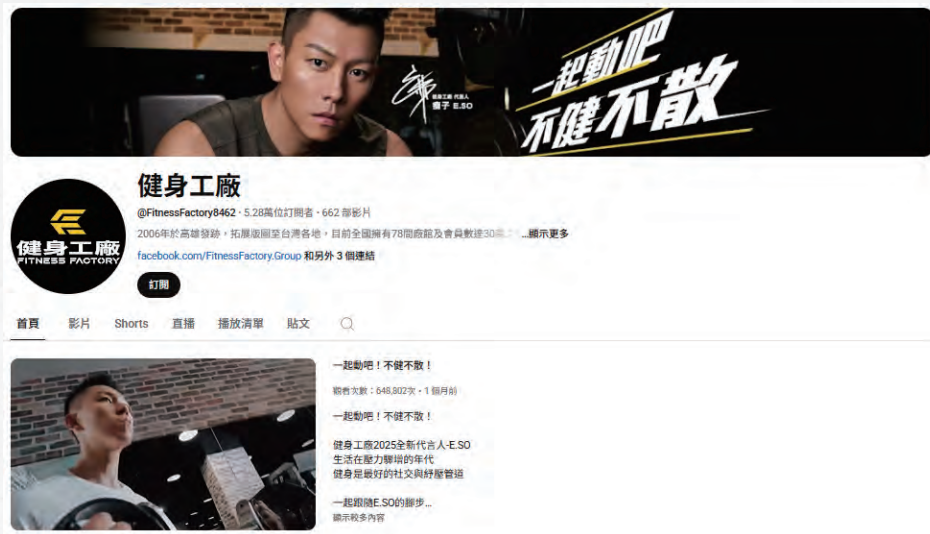 一起動吧
不健不散
健身工廠 代言人
瘦子 E.SO
健身工廠
@FitnessFactory8462・5.28萬位訂閱者・662 部影片
2006年於高雄發跡，拓展版圖至台灣各地，目前全國擁有78間廠館及會員數達30萬 ...顯示更多
facebook.com/FitnessFactory.Group 和另外 3 個連結
訂閱
健身工廠
FITNESS FACTORY
首頁 影片 Shorts 直播 播放清單 貼文
一起動吧！不健不散！
觀看次數：648,802次・1 個月前
一起動吧！不健不散！
健身工廠2025全新代言人-E.SO
生活在壓力驟增的年代
健身是最好的社交與紓壓管道
一起跟隨E.SO的腳步...
顯示較多內容